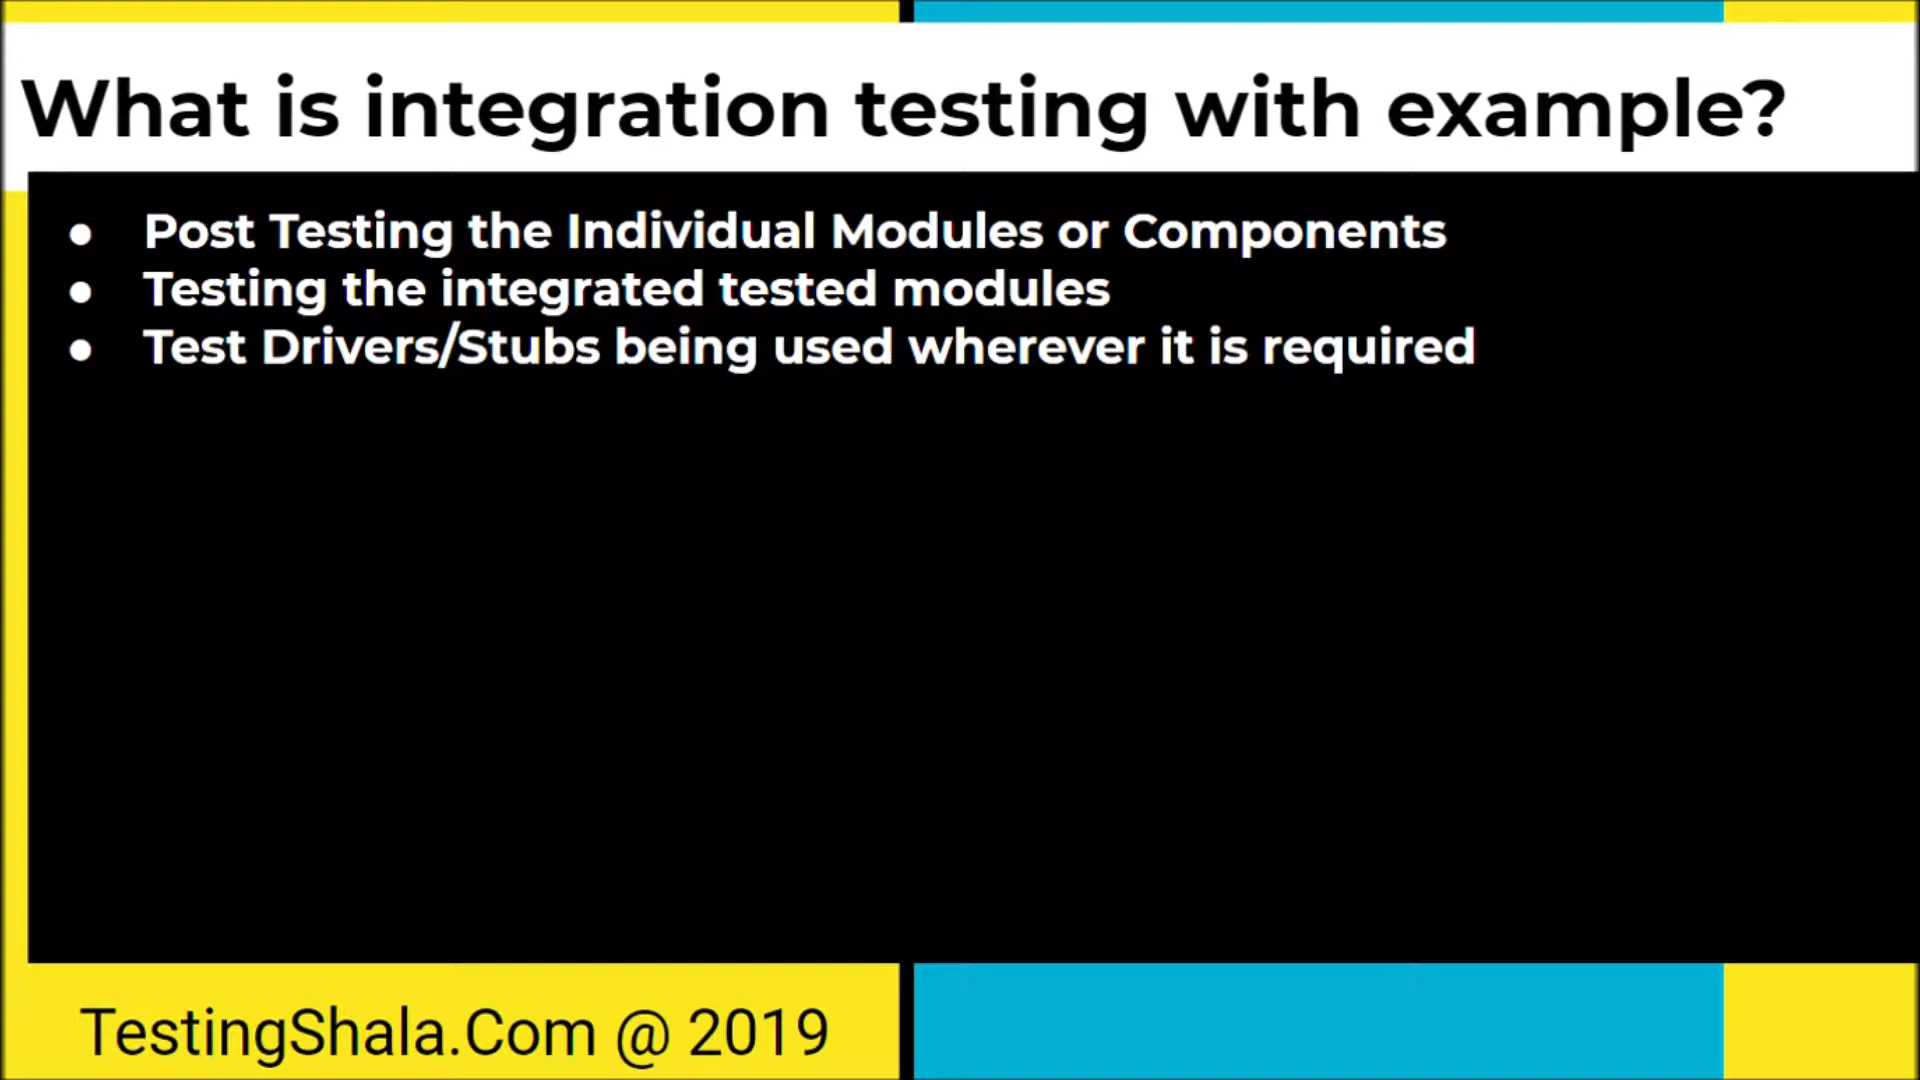 What is integration testing with example?
● Post Testing the Individual Modules or Components
● Testing the integrated tested modules
● Test Drivers/Stubs being used wherever it is required
TestingShala.Com @ 2019